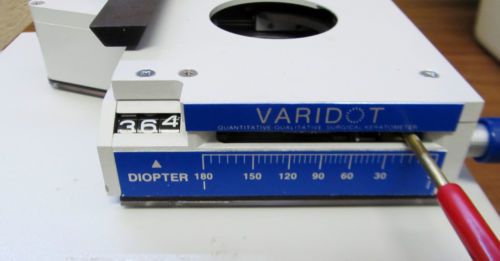 VARIDOT
QUANTITATIVE-QUALITATIVE SURGICAL KERATOMETER
364
DIOPTER 180 150 120 90 60 30